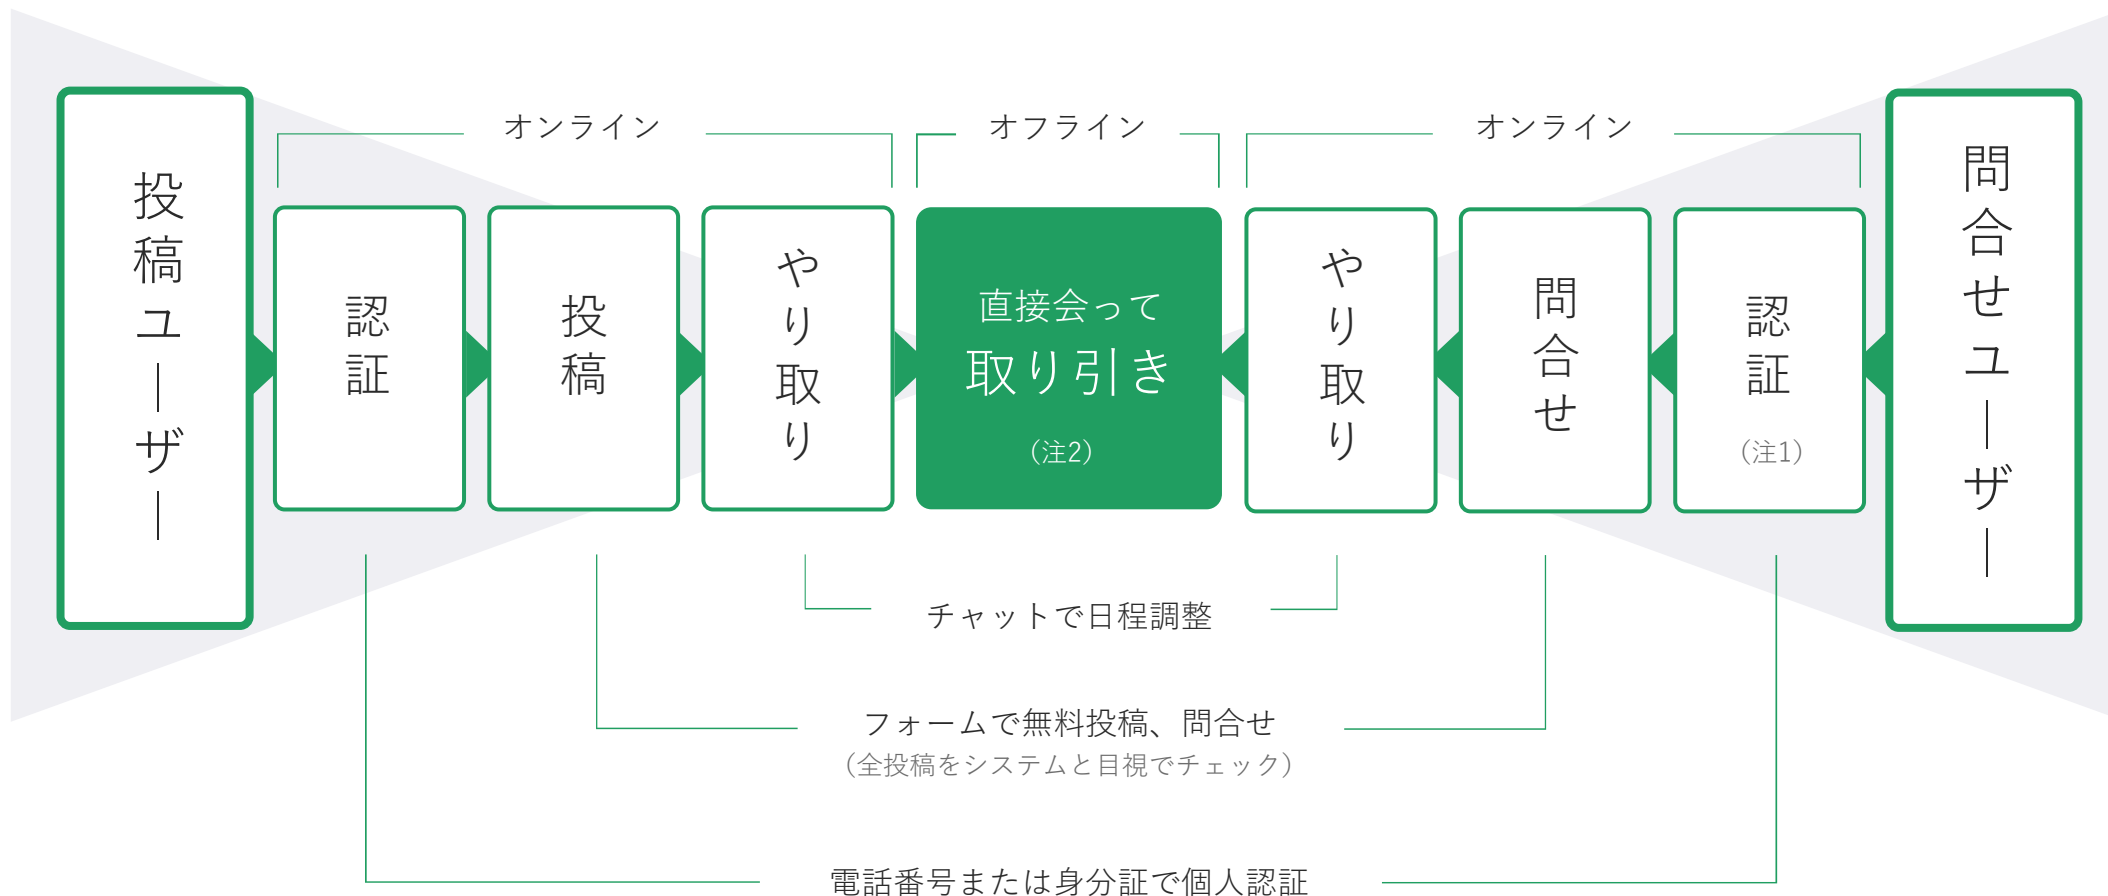 オンライン
オフライン
オンライン
投稿ユーザー
認証
投稿
やり取り
直接会って
取り引き
（注2）
やり取り
問合せ
認証
（注1）
問合せユーザー
チャットで日程調整
フォームで無料投稿、問合せ
（全投稿をシステムと目視でチェック）
電話番号または身分証で個人認証